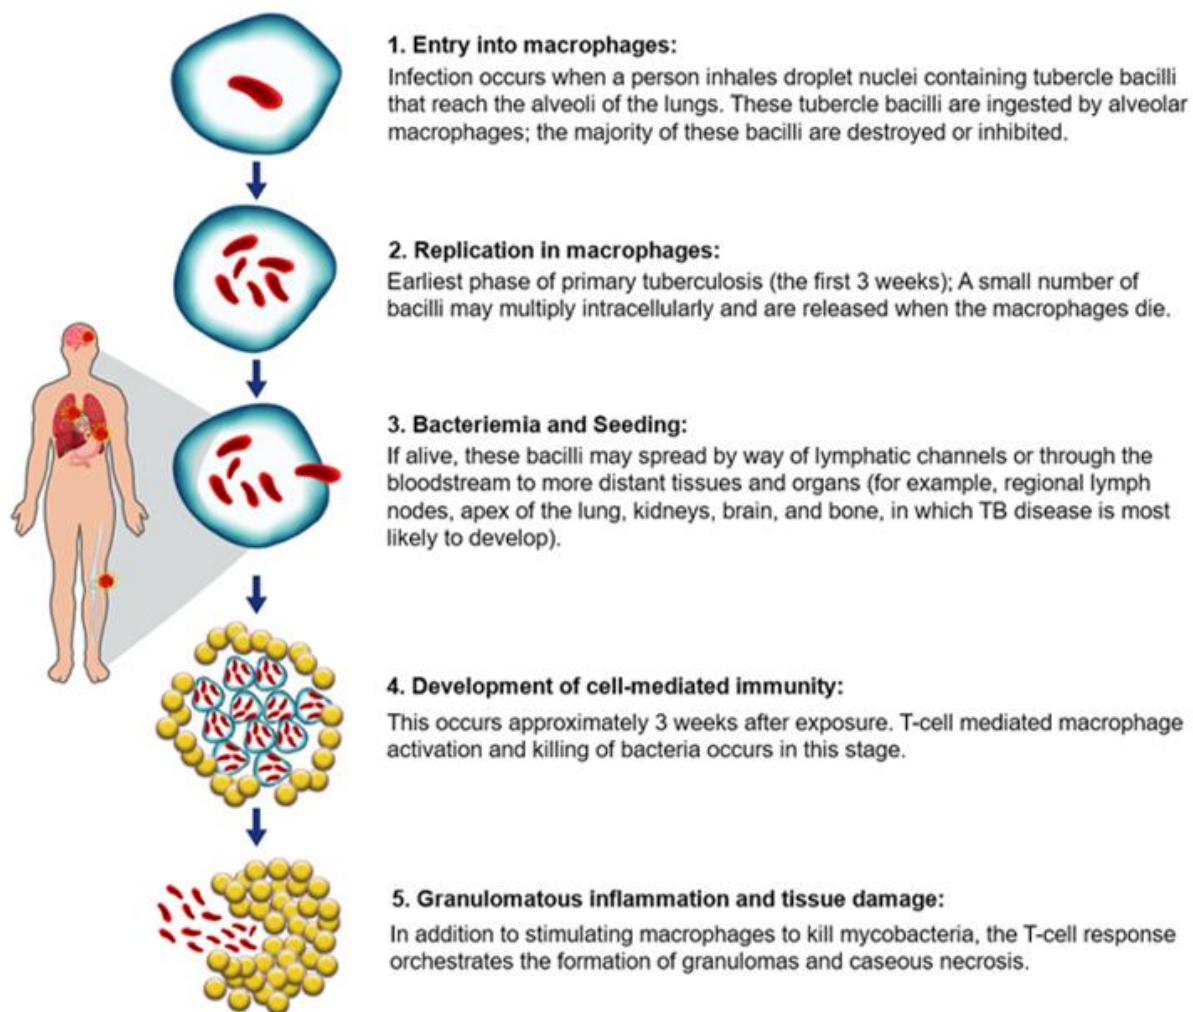 1. Entry into macrophages:
Infection occurs when a person inhales droplet nuclei containing tubercle bacilli
that reach the alveoli of the lungs. These tubercle bacilli are ingested by alveolar
macrophages; the majority of these bacilli are destroyed or inhibited.
2. Replication in macrophages:
Earliest phase of primary tuberculosis (the first 3 weeks); A small number of
bacilli may multiply intracellularly and are released when the macrophages die.
3. Bacteriemia and Seeding:
If alive, these bacilli may spread by way of lymphatic channels or through the
bloodstream to more distant tissues and organs (for example, regional lymph
nodes, apex of the lung, kidneys, brain, and bone, in which TB disease is most
likely to develop).
4. Development of cell-mediated immunity:
This occurs approximately 3 weeks after exposure. T-cell mediated macrophage
activation and killing of bacteria occurs in this stage.
5. Granulomatous inflammation and tissue damage:
In addition to stimulating macrophages to kill mycobacteria, the T-cell response
orchestrates the formation of granulomas and caseous necrosis.